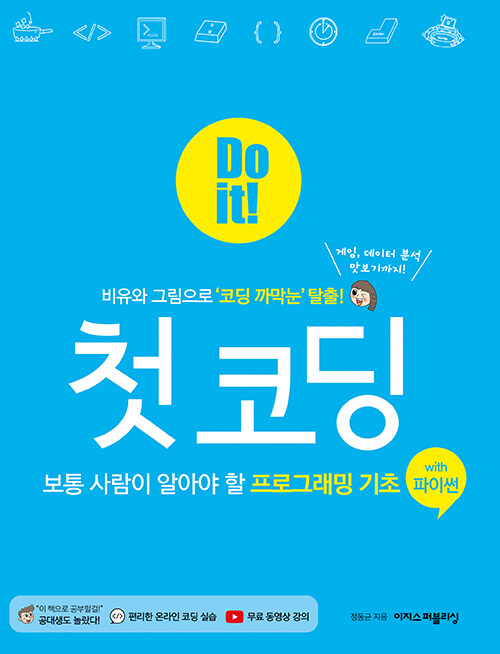 Do
it!
게임, 데이터 분석
맛보기까지!
비유와 그림으로 ‘코딩 까막눈’ 탈출!
첫 코딩
보통 사람이 알아야 할 프로그래밍 기초
with
파이썬
"이 책으로 공부할걸!"
공대생도 놀랐다!
편리한 온라인 코딩 실습
무료 동영상 강의
정동균 지음
이지스퍼블리싱